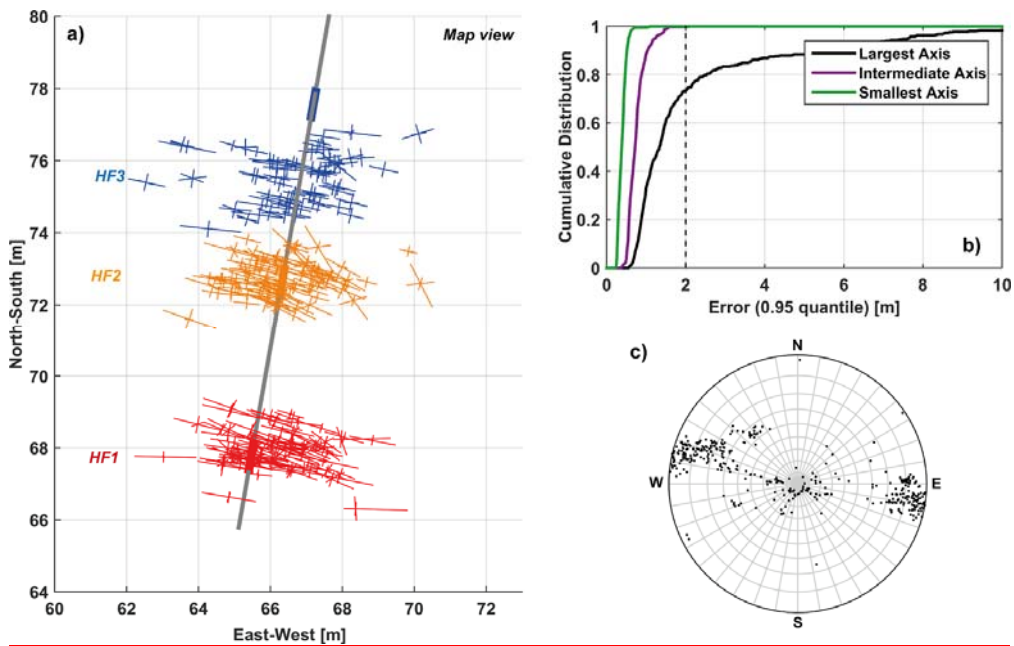 a)
Map view
HF3
HF2
HF1
80
78
76
74
72
70
68
66
64
60
62
64
66
68
70
72
North-South [m]
East-West [m]
1
0.8
0.6
0.4
0.2
0
0
2
4
6
8
10
Cumulative Distribution
Error (0.95 quantile) [m]
Largest Axis
Intermediate Axis
Smallest Axis
b)
c)
N
W
E
S